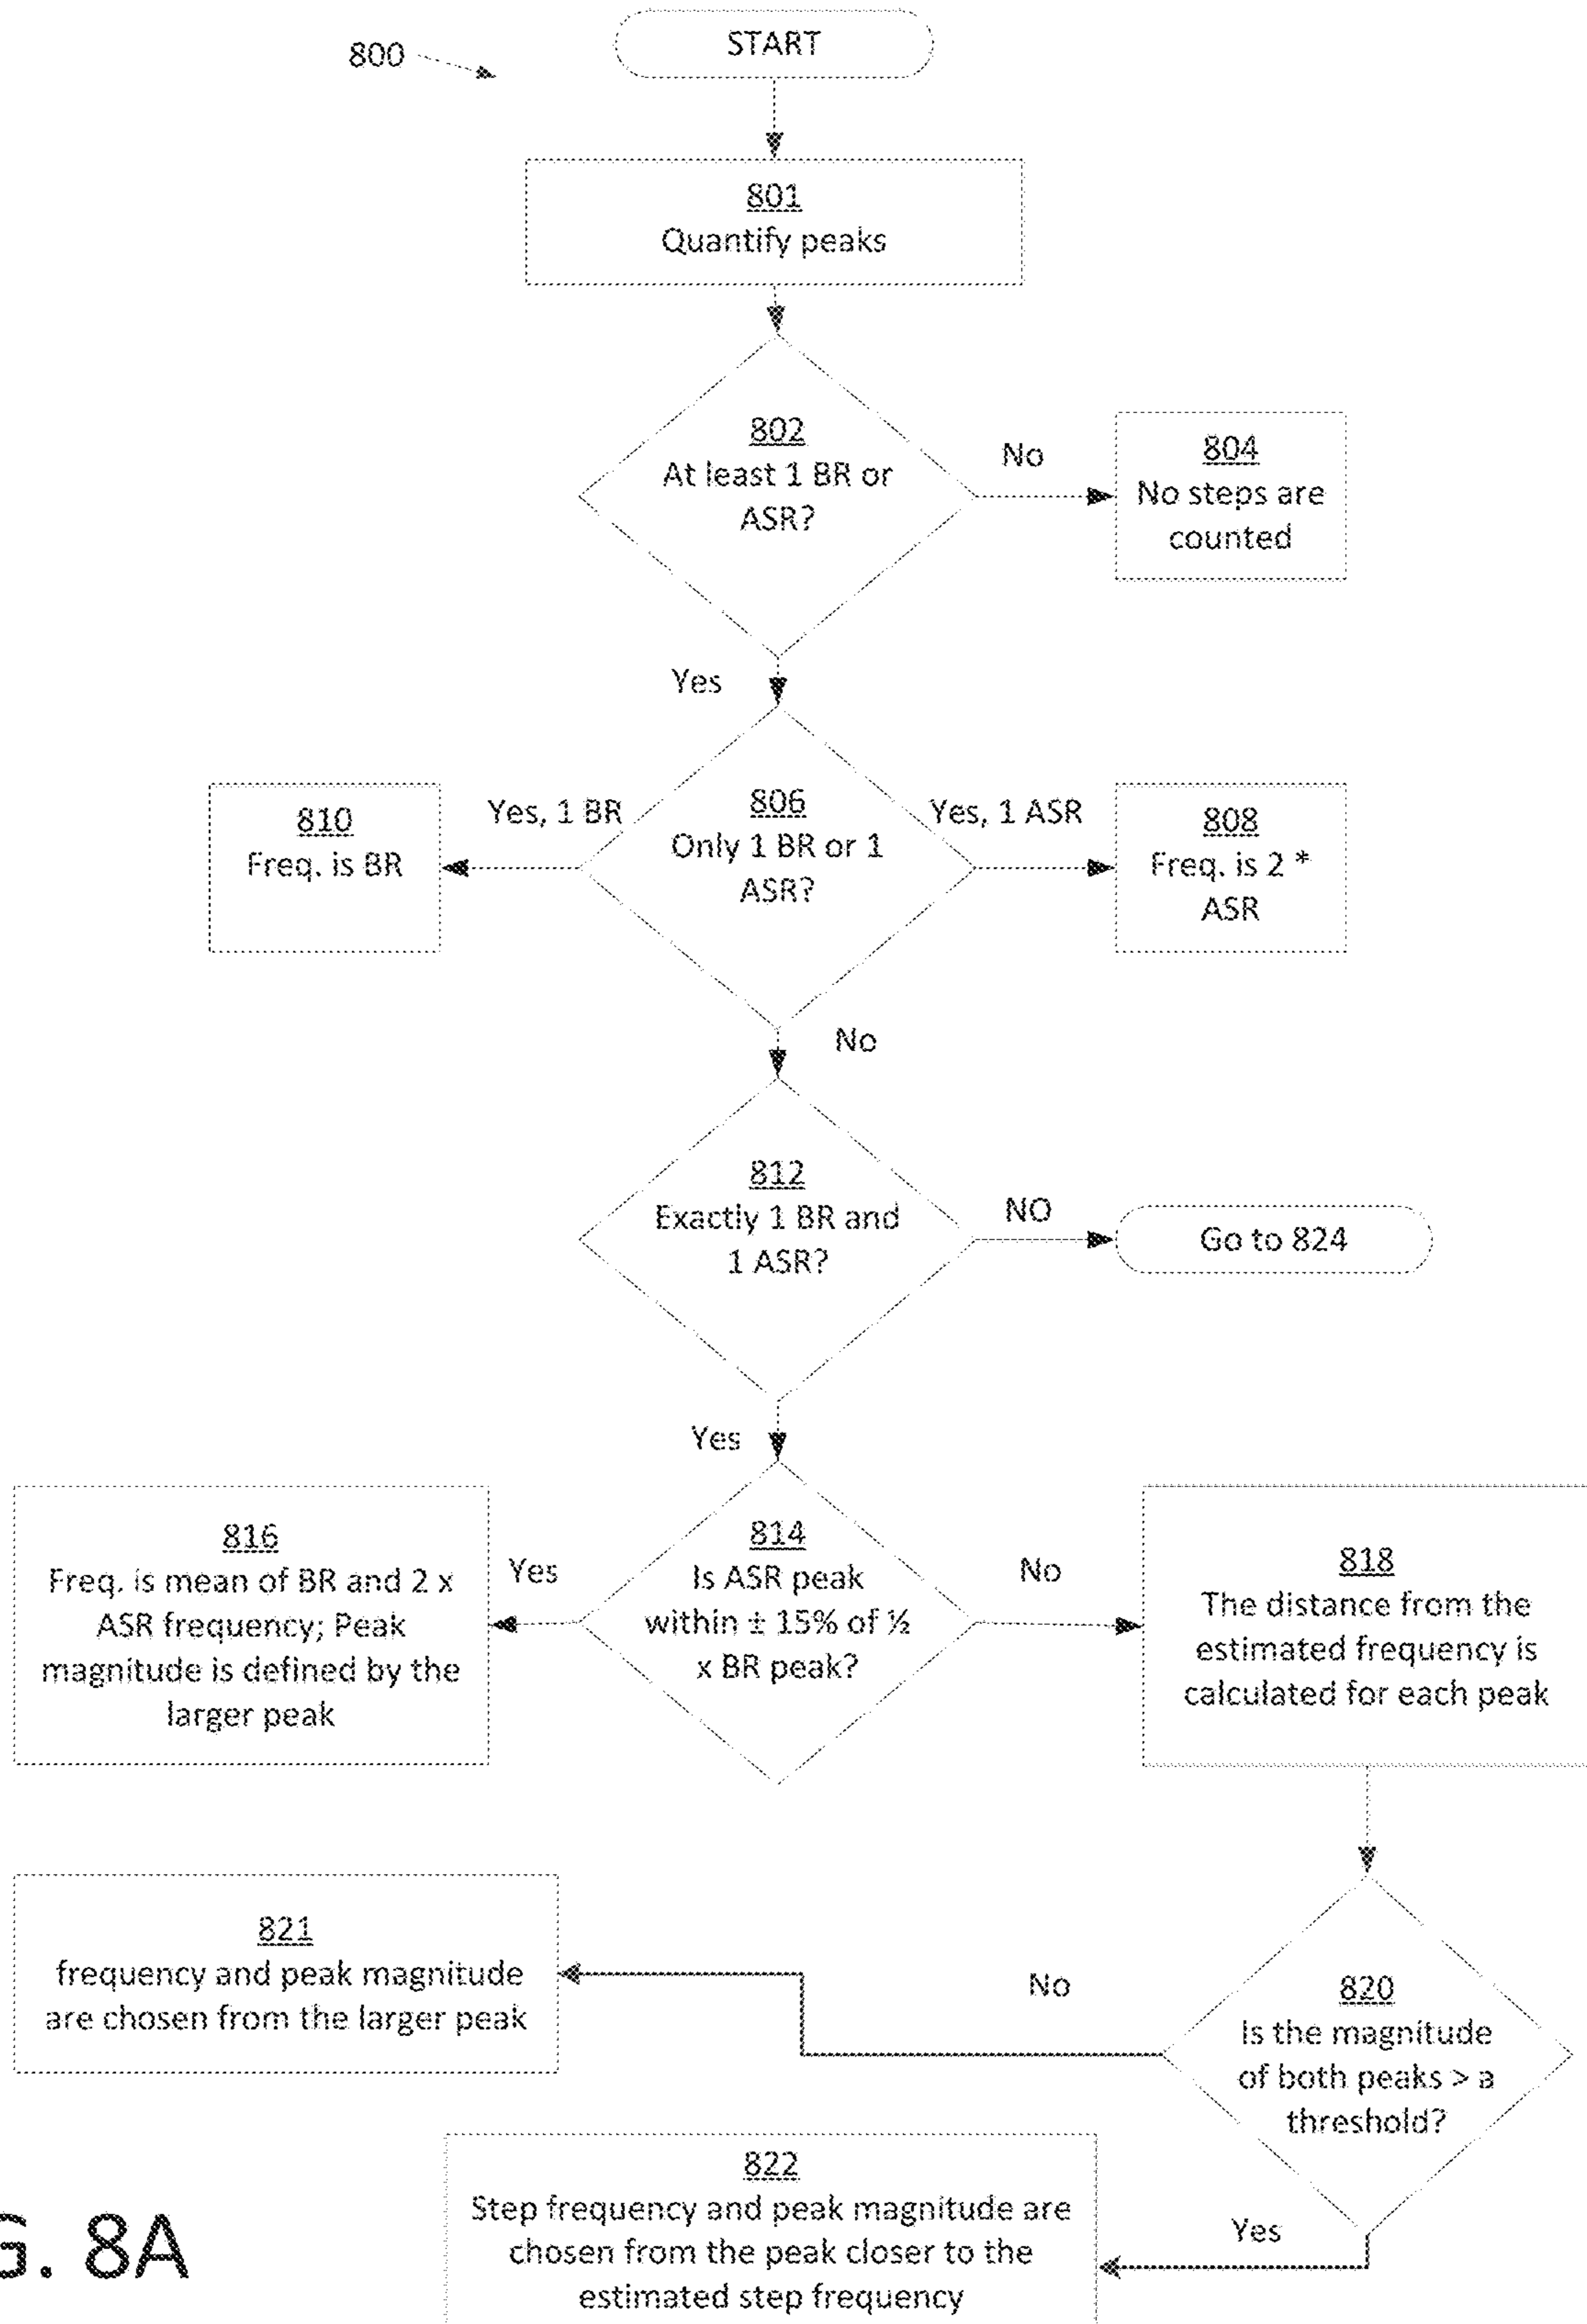 START
800
801
Quantify peaks
802
At least 1 BR or
ASR?
No
804
No steps are
counted
Yes
810
Freq. is BR
Yes, 1 BR
806
Only 1 BR or 1
ASR?
Yes, 1 ASR
808
Freq. is 2 *
ASR
No
812
Exactly 1 BR and
1 ASR?
NO
Go to 824
Yes
816
Freq. is mean of BR and 2 x
ASR frequency; Peak
magnitude is defined by the
larger peak
Yes
814
Is ASR peak
within ± 15% of ½
x BR peak?
No
818
The distance from the
estimated frequency is
calculated for each peak
821
frequency and peak magnitude
are chosen from the larger peak
No
820
Is the magnitude
of both peaks > a
threshold?
822
Step frequency and peak magnitude are
chosen from the peak closer to the
estimated step frequency
Yes
G. 8A